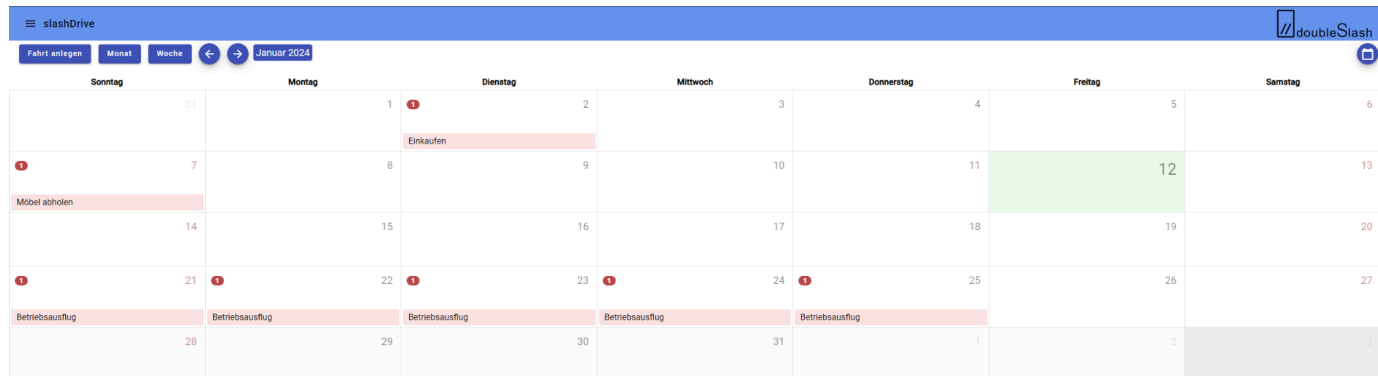 slashDrive
// doubleSlash
Fahrt anlegen Monat Woche Januar 2024
Sonntag Montag Dienstag Mittwoch Donnerstag Freitag Samstag
31 1 1 2 3 4 5 6
Einkaufen
1 7 8 9 10 11 12 13
Möbel abholen
14 15 16 17 18 19 20
1 21 1 22 1 23 1 24 1 25 26 27
Betriebsausflug Betriebsausflug Betriebsausflug Betriebsausflug Betriebsausflug
28 29 30 31 1 2 3